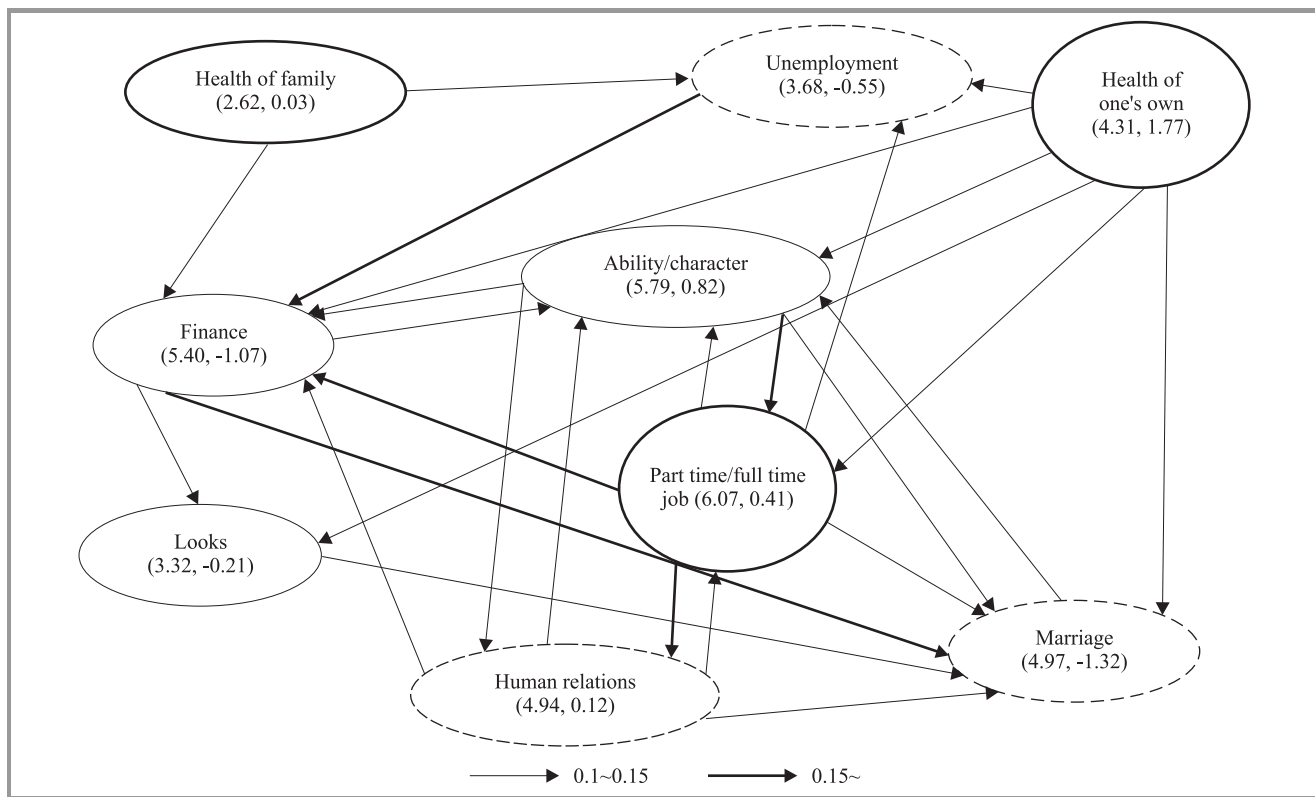 Health of family
(2.62, 0.03)
Unemployment
(3.68, -0.55)
Health of
one's own
(4.31, 1.77)
Ability/character
(5.79, 0.82)
Finance
(5.40, -1.07)
Part time/full time
job (6.07, 0.41)
Looks
(3.32, -0.21)
Marriage
(4.97, -1.32)
Human relations
(4.94, 0.12)
0.1~0.15
0.15~